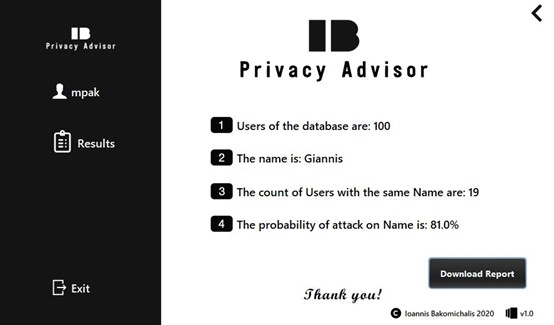 IB
Privacy Advisor
mpak
Results
Exit
IB
Privacy Advisor
1 Users of the database are: 100
2 The name is: Giannis
3 The count of Users with the same Name are: 19
4 The probability of attack on Name is: 81.0%
Download Report
Thank you!
C Ioannis Bakomichalis 2020 v1.0